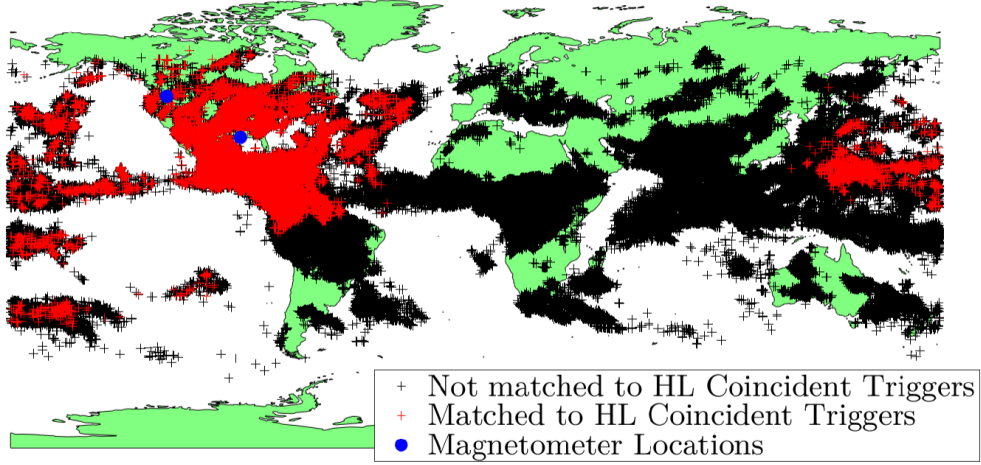 Not matched to HL Coincident Triggers
Matched to HL Coincident Triggers
Magnetometer Locations